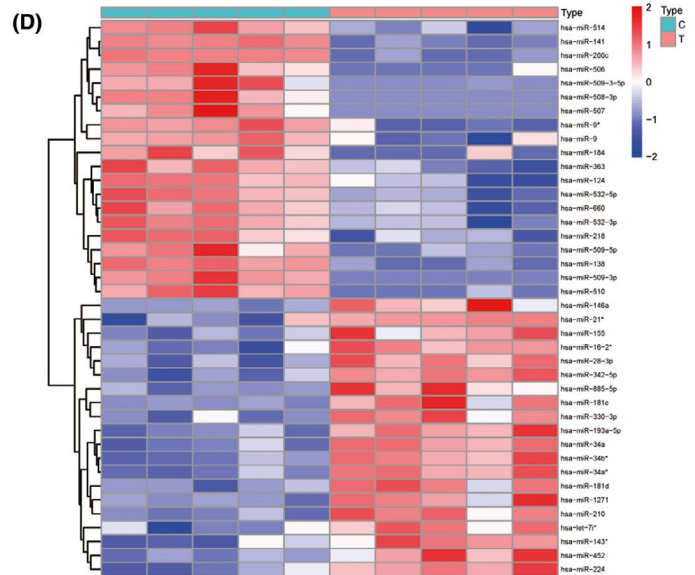 (D)
Type
hsa-miR-514
hsa-miR-141
hsa-miR-200c
hsa-miR-506
hsa-miR-509-3-5p
hsa-miR-508-3p
hsa-miR-507
hsa-miR-9*
hsa-miR-9
hsa-miR-184
hsa-miR-363
hsa-miR-124
hsa-miR-532-5p
hsa-miR-660
hsa-miR-532-3p
hsa-miR-218
hsa-miR-509-5p
hsa-miR-138
hsa-miR-509-3p
hsa-miR-510
hsa-miR-146a
hsa-miR-21*
hsa-miR-155
hsa-miR-16-2*
hsa-miR-28-3p
hsa-miR-342-5p
hsa-miR-885-5p
hsa-miR-181c
hsa-miR-330-3p
hsa-miR-193a-5p
hsa-miR-34a
hsa-miR-34b*
hsa-miR-34a*
hsa-miR-181d
hsa-miR-1271
hsa-miR-210
hsa-let-7i*
hsa-miR-143*
hsa-miR-452
hsa-miR-224
2
1
0
−1
−2
Type
C
T